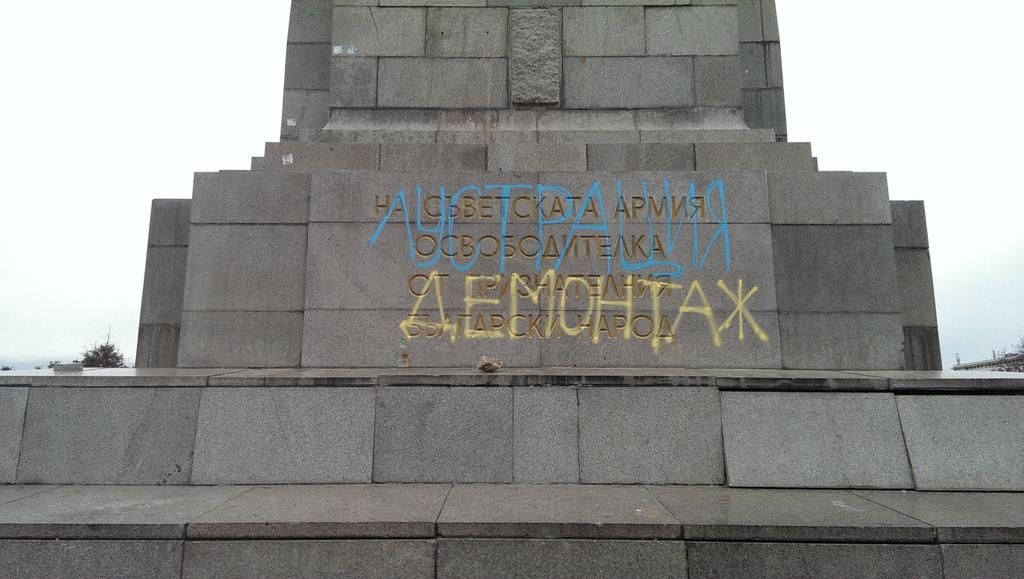 НА СЪВЕТСКАТА АРМИЯ
ОСВОБОДИТЕЛКА
ОТ ПРИЗНАТЕЛНИЯ
БЪЛГАРСКИ НАРОД
ЛУСТРАЦИЯ
ДЕМОНТАЖ